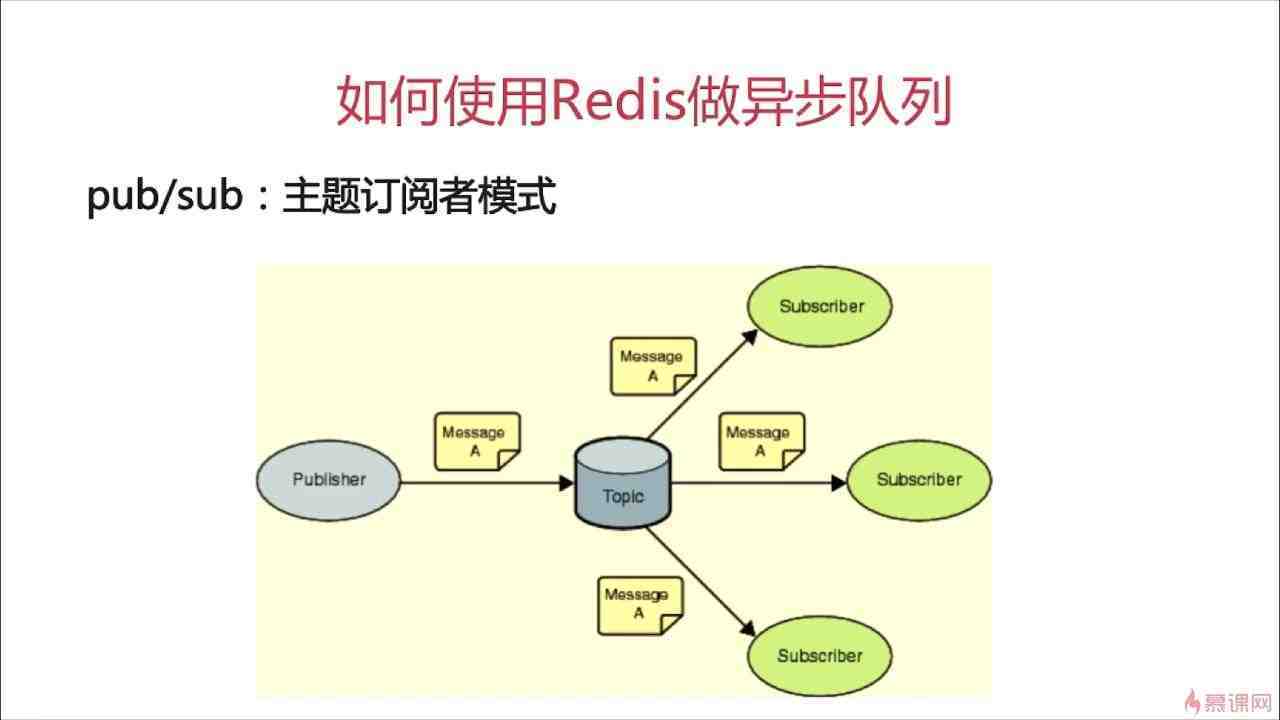 如何使用Redis做异步队列
pub/sub：主题订阅者模式
Subscriber
Message
A
Message
A
Message
A
Publisher
Topic
Subscriber
Message
A
Subscriber
慕课网